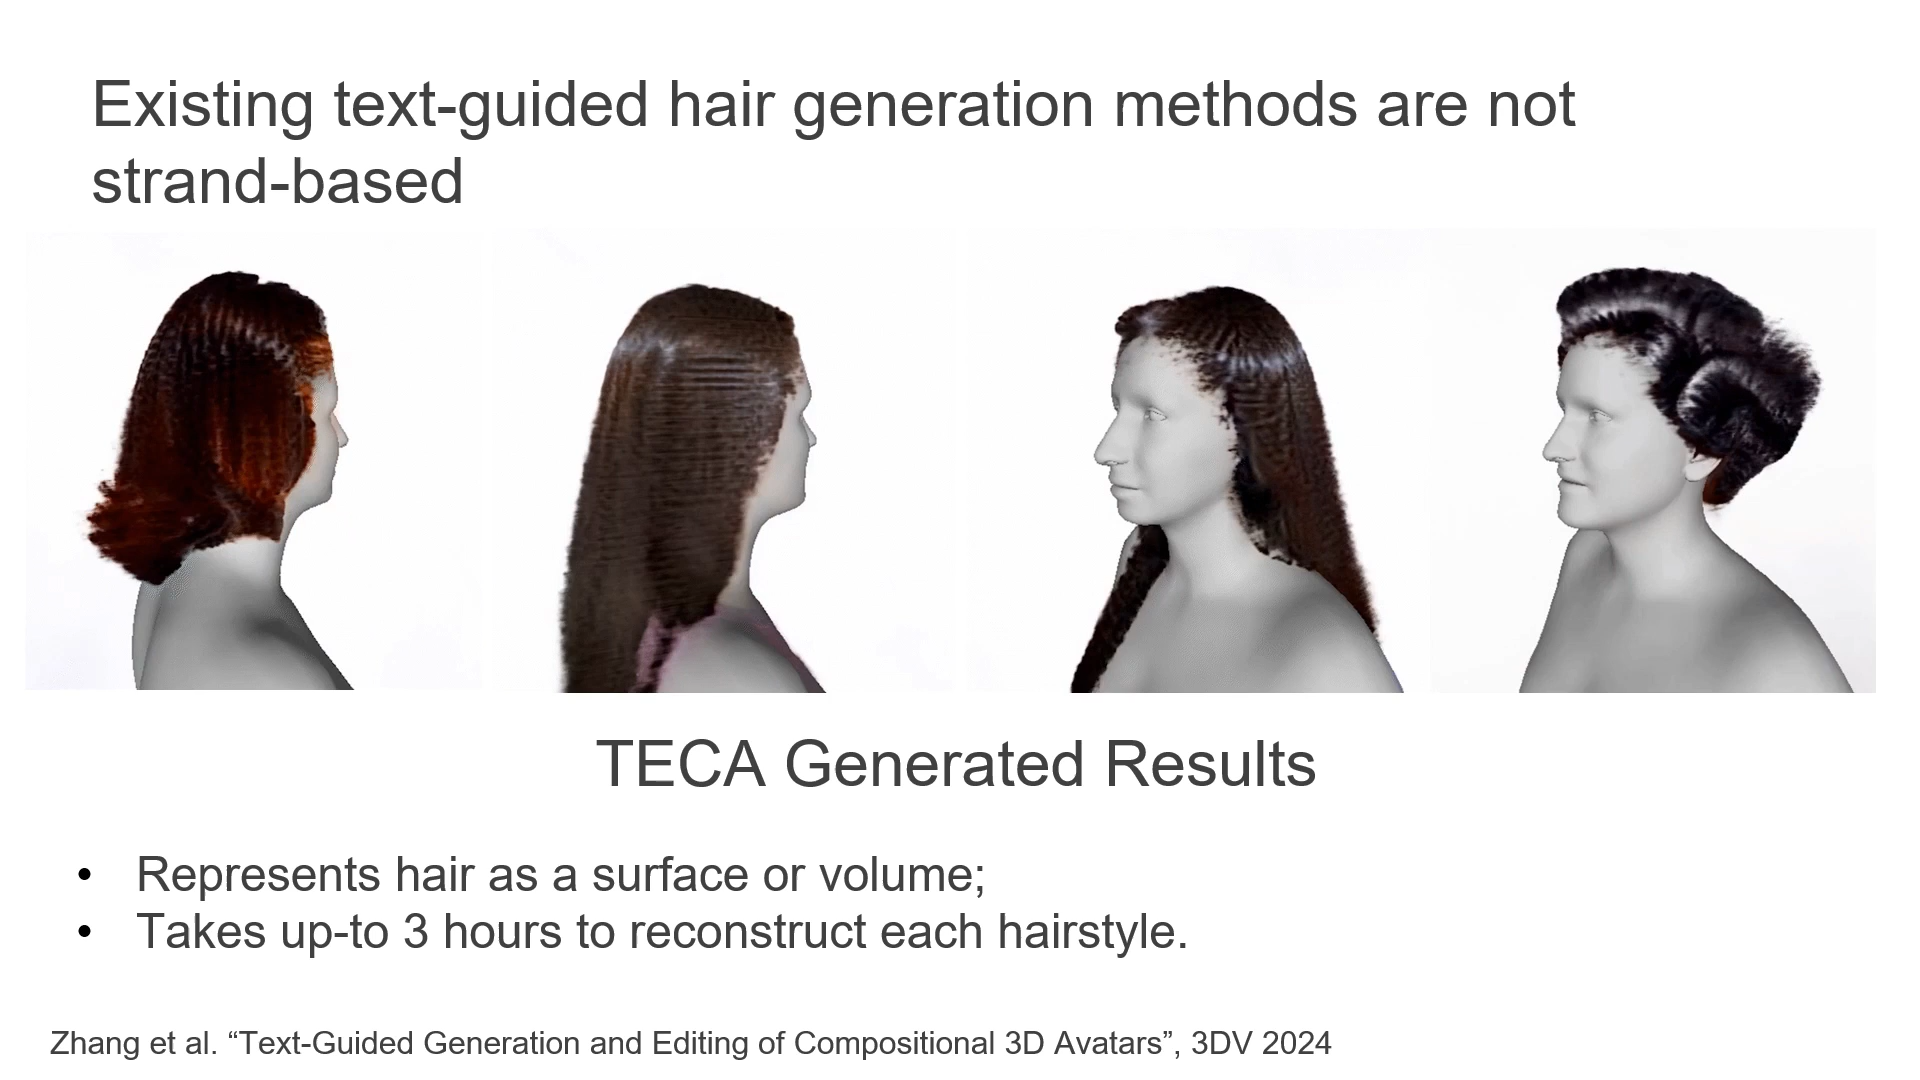 Existing text-guided hair generation methods are not
strand-based
TECA Generated Results
• Represents hair as a surface or volume;
• Takes up-to 3 hours to reconstruct each hairstyle.
Zhang et al. “Text-Guided Generation and Editing of Compositional 3D Avatars”, 3DV 2024